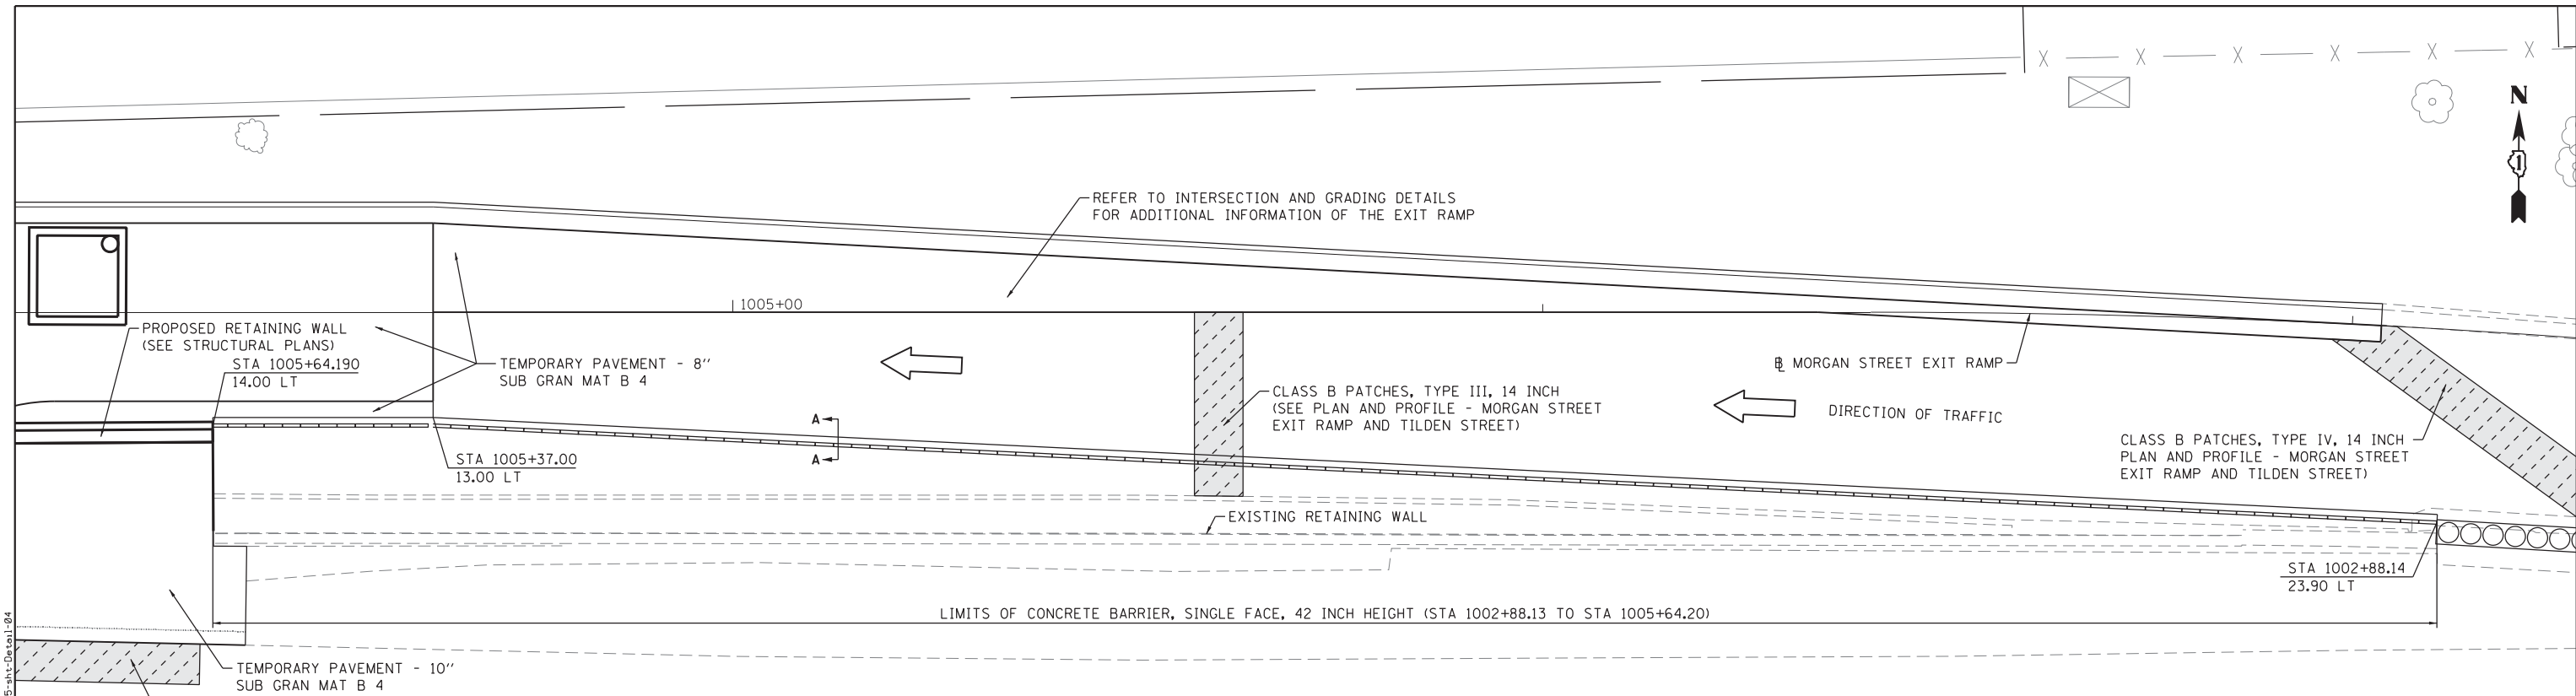 N
1
REFER TO INTERSECTION AND GRADING DETAILS
FOR ADDITIONAL INFORMATION OF THE EXIT RAMP
1005+00
PROPOSED RETAINING WALL
(SEE STRUCTURAL PLANS)
STA 1005+64.190
14.00 LT
TEMPORARY PAVEMENT - 8"
SUB GRAN MAT B 4
℄ MORGAN STREET EXIT RAMP
CLASS B PATCHES, TYPE III, 14 INCH
(SEE PLAN AND PROFILE - MORGAN STREET
EXIT RAMP AND TILDEN STREET)
DIRECTION OF TRAFFIC
A
A
CLASS B PATCHES, TYPE IV, 14 INCH
PLAN AND PROFILE - MORGAN STREET
EXIT RAMP AND TILDEN STREET)
STA 1005+37.00
13.00 LT
EXISTING RETAINING WALL
STA 1002+88.14
23.90 LT
LIMITS OF CONCRETE BARRIER, SINGLE FACE, 42 INCH HEIGHT (STA 1002+88.13 TO STA 1005+64.20)
TEMPORARY PAVEMENT - 10"
SUB GRAN MAT B 4
5-sht-Detail-04